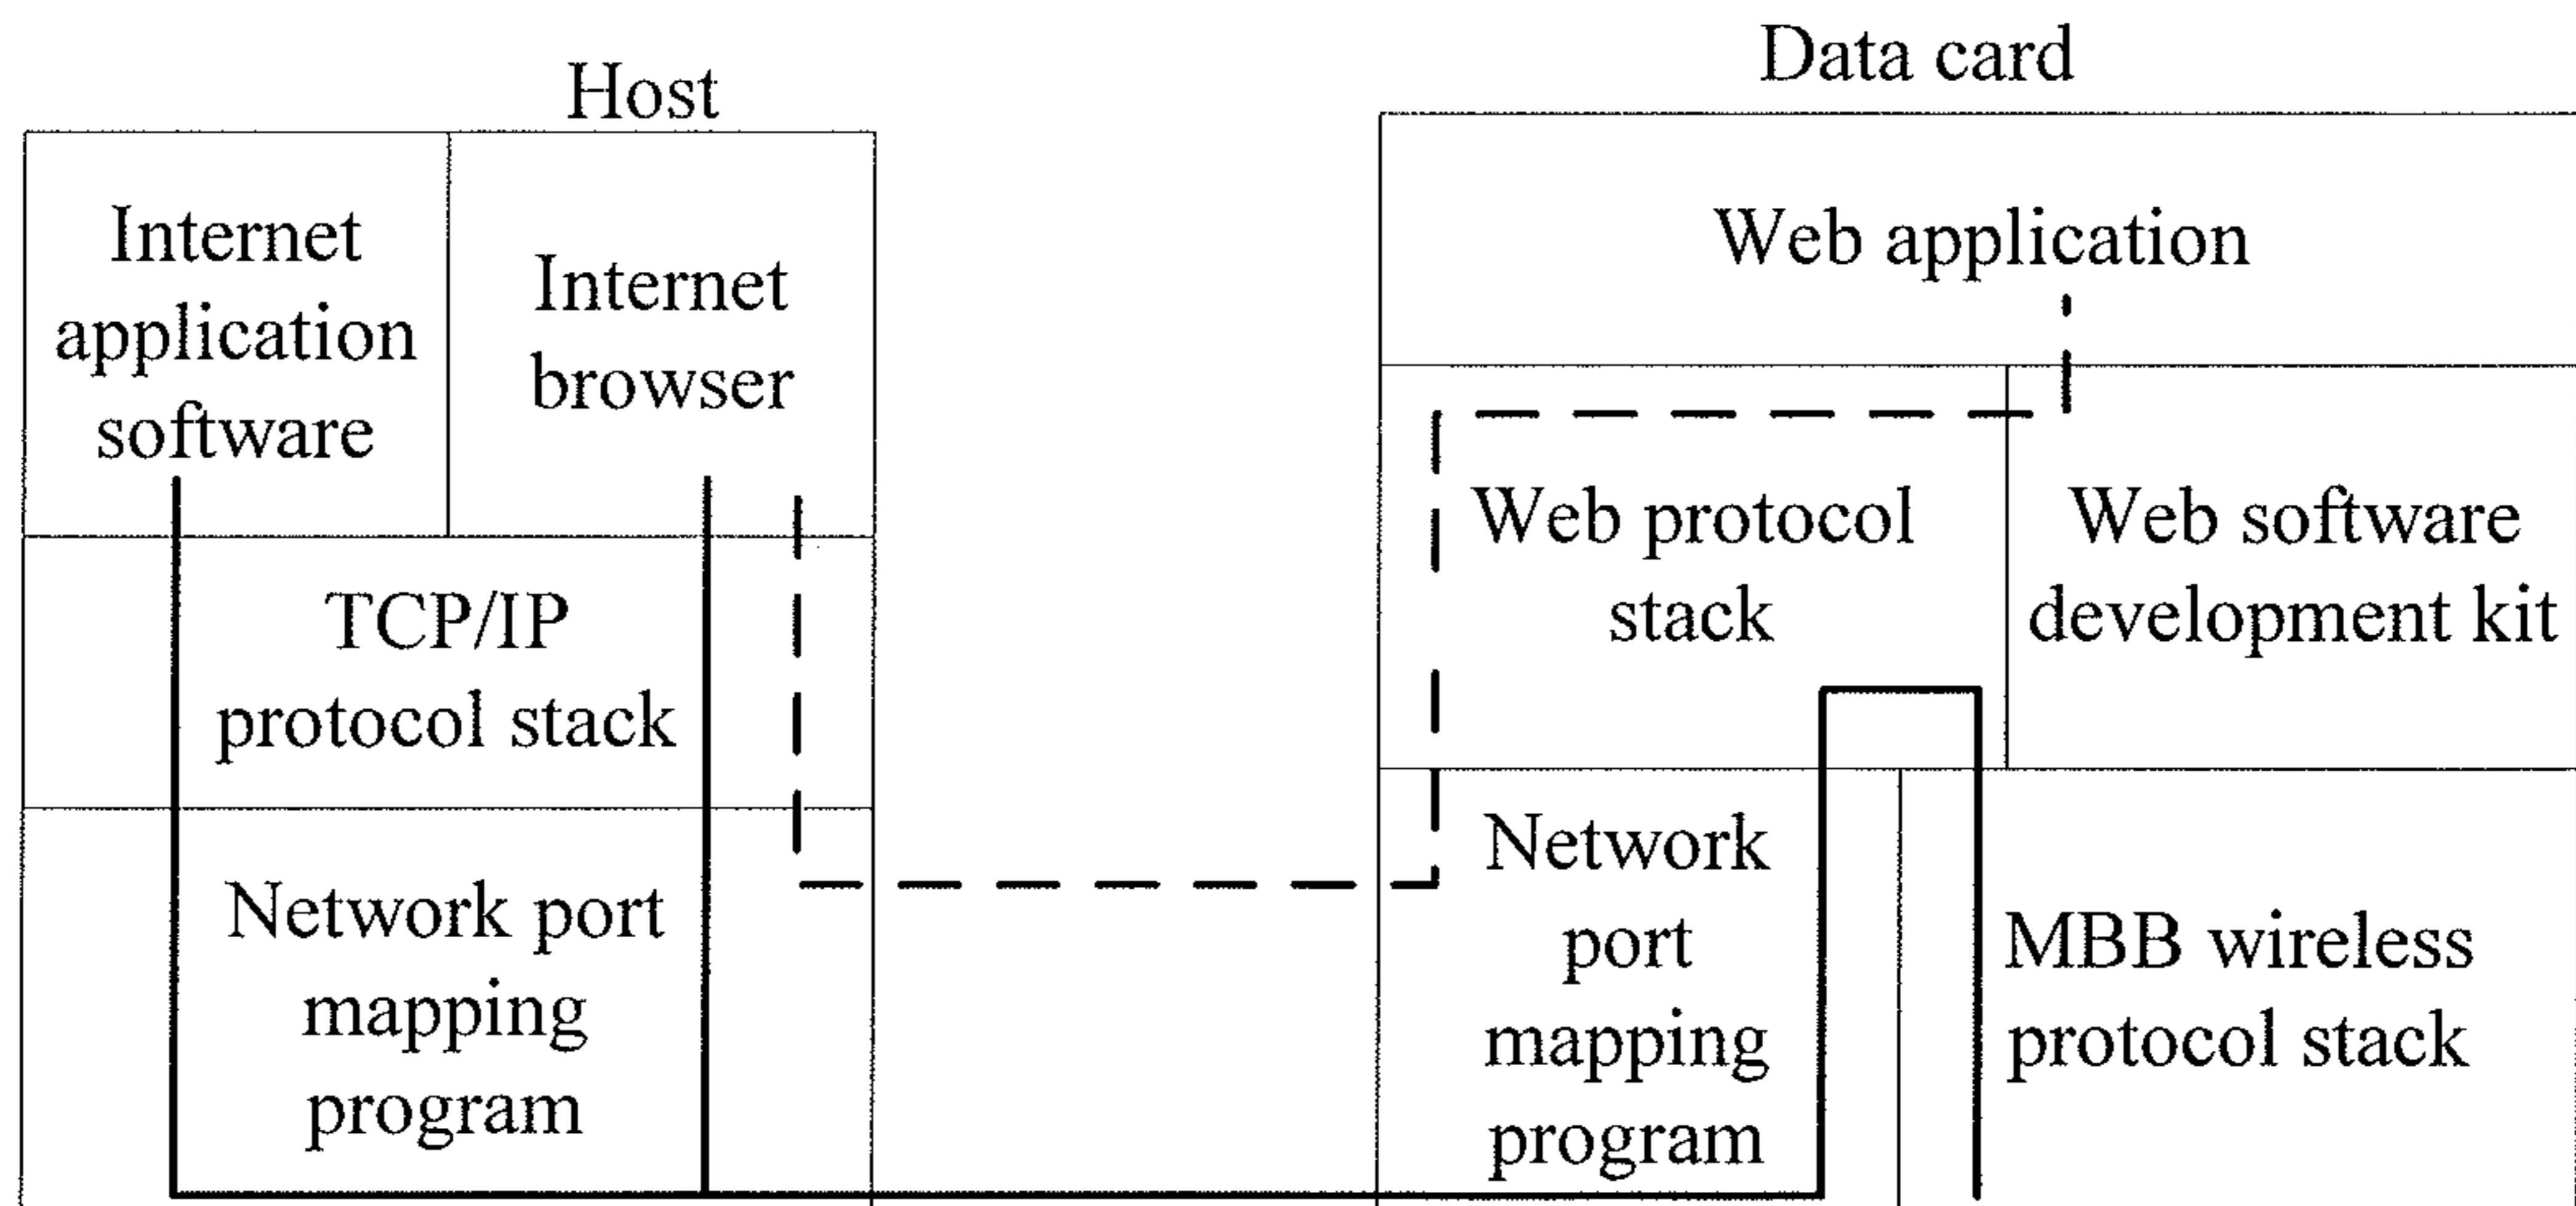 Host
Internet
application
software
Internet
browser
TCP/IP
protocol stack
Network port
mapping
program
Data card
Web application
Web protocol
stack
Web software
development kit
Network
port
mapping
program
MBB wireless
protocol stack